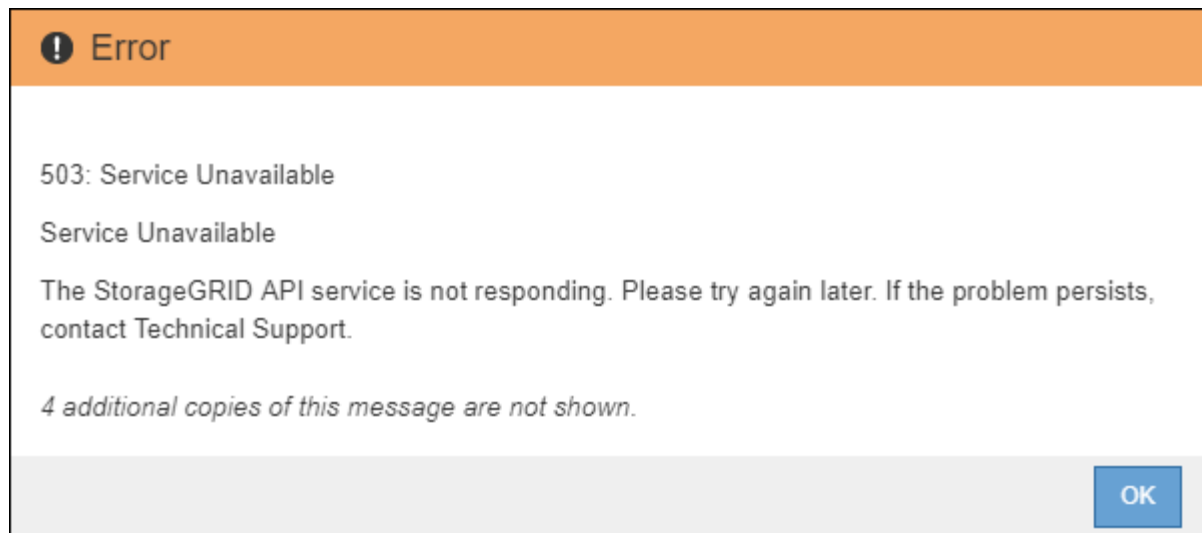 Error
503: Service Unavailable
Service Unavailable
The StorageGRID API service is not responding. Please try again later. If the problem persists,
contact Technical Support.
4 additional copies of this message are not shown.
OK